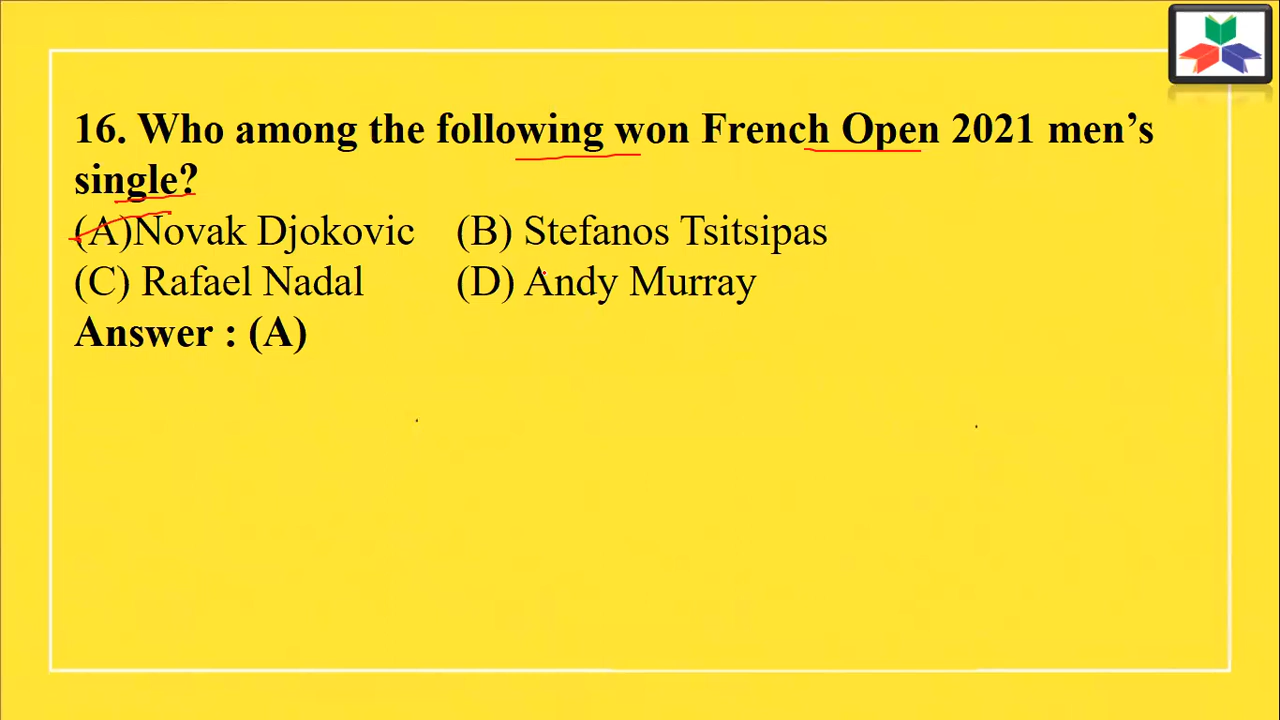 16. Who among the following won French Open 2021 men’s
single?
(A)Novak Djokovic (B) Stefanos Tsitsipas
(C) Rafael Nadal (D) Andy Murray
Answer : (A)